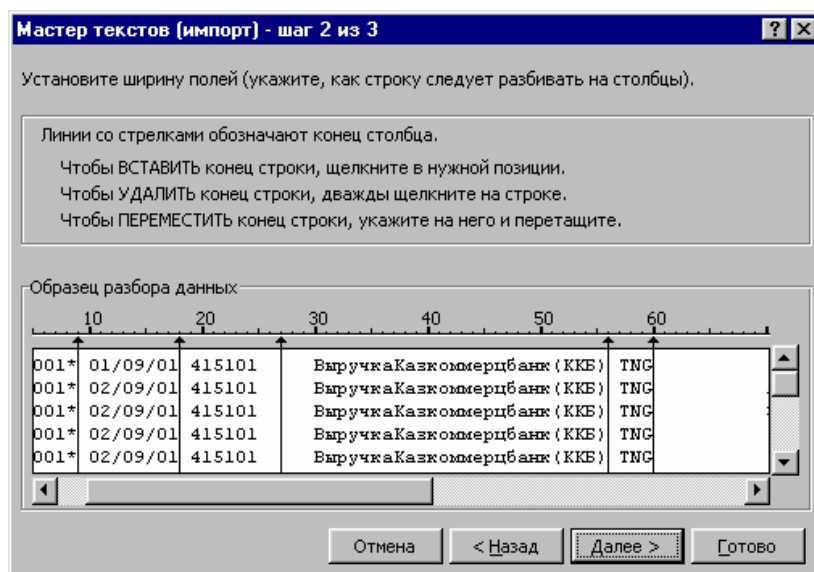 Мастер текстов (импорт) - шаг 2 из 3
Установите ширину полей (укажите, как строку следует разбивать на столбцы).
Линии со стрелками обозначают конец столбца.
Чтобы ВСТАВИТЬ конец строки, щелкните в нужной позиции.
Чтобы УДАЛИТЬ конец строки, дважды щелкните на строке.
Чтобы ПЕРЕМЕСТИТЬ конец строки, укажите на него и перетащите.
Образец разбора данных
10 20 30 40 50 60
001* 01/09/01 415101 ВыручкаКазкоммерцбанк(ККБ) TNG
001* 02/09/01 415101 ВыручкаКазкоммерцбанк(ККБ) TNG
001* 02/09/01 415101 ВыручкаКазкоммерцбанк(ККБ) TNG
001* 02/09/01 415101 ВыручкаКазкоммерцбанк(ККБ) TNG
001* 02/09/01 415101 ВыручкаКазкоммерцбанк(ККБ) TNG
Отмена < Назад Далее > Готово